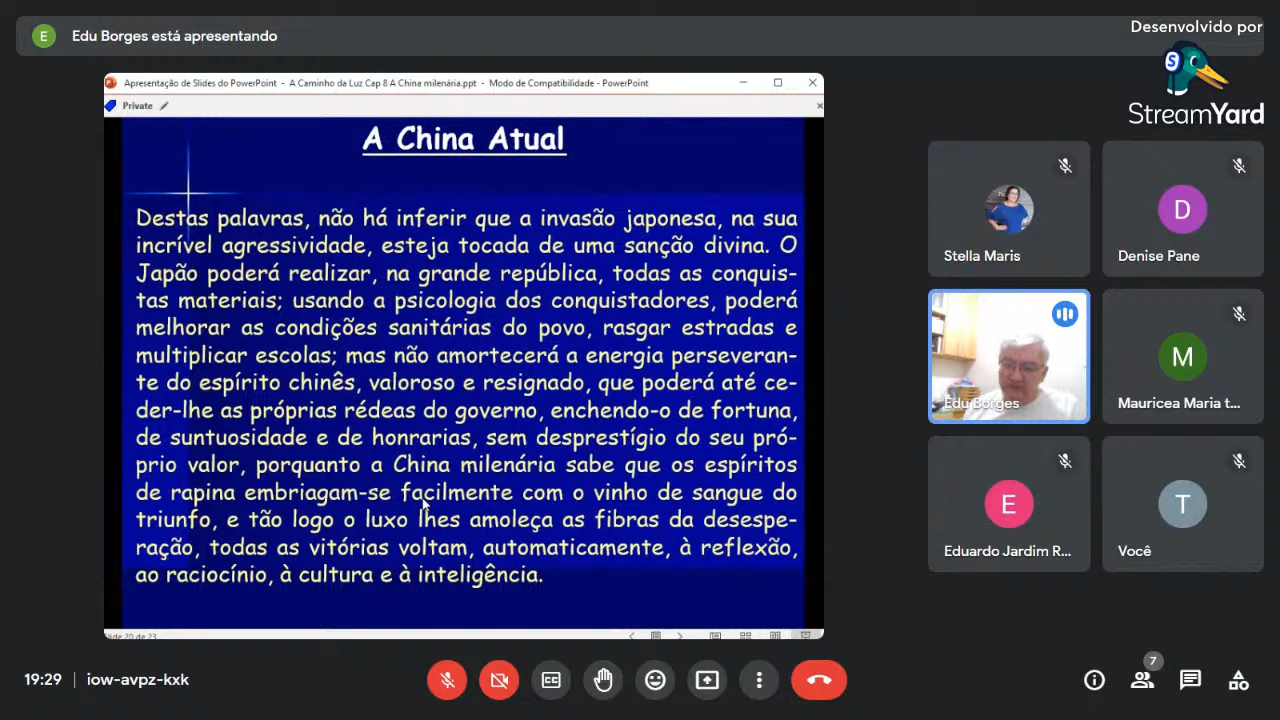 E
Edu Borges está apresentando
Desenvolvido por
S
StreamYard
Apresentação de Slides do PowerPoint - A Caminho da Luz Cap 8 A China milenária.ppt - Modo de Compatibilidade - PowerPoint
Private
A China Atual
Destas palavras, não há inferir que a invasão japonesa, na sua
incrível agressividade, esteja tocada de uma sanção divina. O
Japão poderá realizar, na grande república, todas as conquis-
tas materiais; usando a psicologia dos conquistadores, poderá
melhorar as condições sanitárias do povo, rasgar estradas e
multiplicar escolas; mas não amortecerá a energia perseveran-
te do espírito chinês, valoroso e resignado, que poderá até ce-
der-lhe as próprias rédeas do governo, enchendo-o de fortuna,
de suntuosidade e de honrarias, sem desprestígio do seu pró-
prio valor, porquanto a China milenária sabe que os espíritos
de rapina embriagam-se facilmente com o vinho de sangue do
triunfo, e tão logo o luxo lhes amoleça as fibras da desespe-
ração, todas as vitórias voltam, automaticamente, à reflexão,
ao raciocínio, à cultura e à inteligência.
Slide 20 de 23
Stella Maris
D
Denise Pane
Edu Borges
M
Mauricea Maria t...
E
Eduardo Jardim R...
T
Você
19:29 | iow-avpz-kxk
CC
7